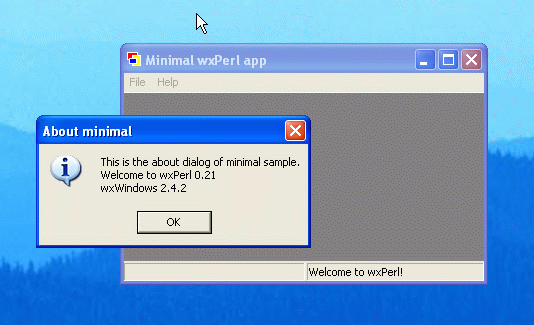 Minimal wxPerl app
File Help
About minimal
This is the about dialog of minimal sample.
Welcome to wxPerl 0.21
wxWindows 2.4.2
OK
Welcome to wxPerl!